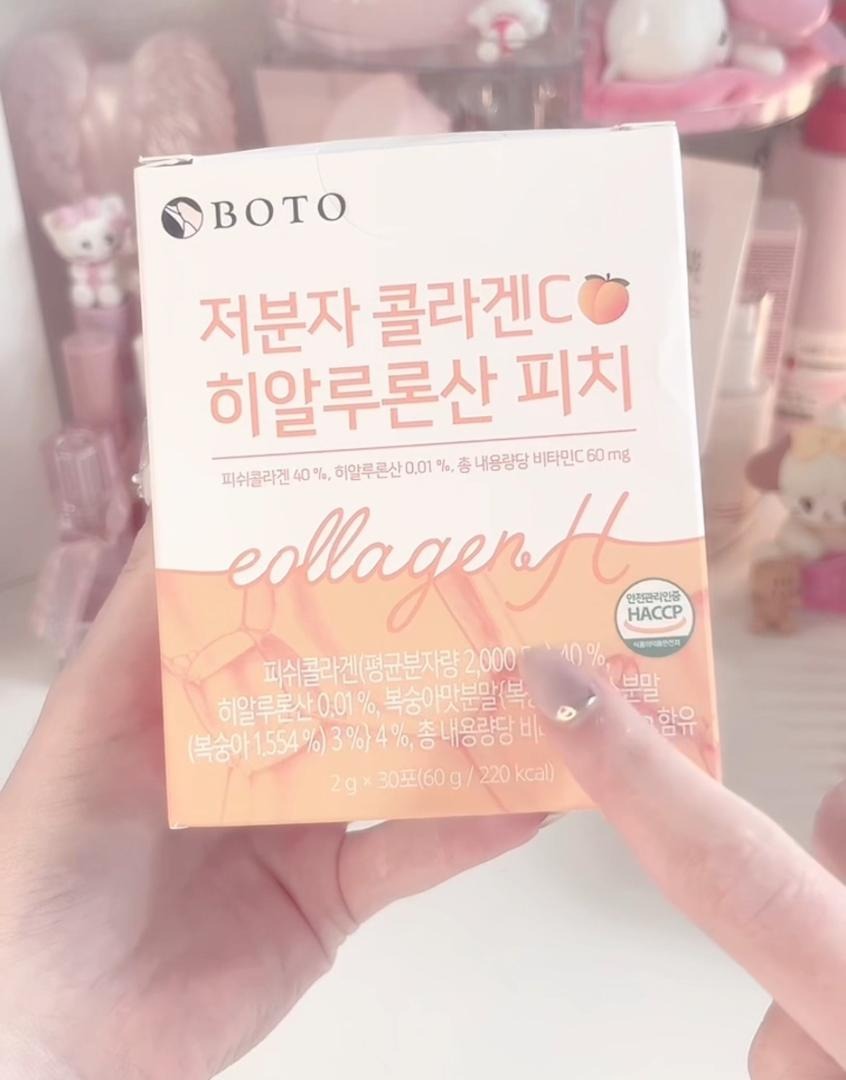 BOTO
저분자 콜라겐C
히알루론산 피치
피쉬콜라겐 40 %, 히알루론산 0.01 %, 총 내용량당 비타민C 60 mg
collagen H
안전관리인증
HACCP
식품의약품안전처
피쉬콜라겐(평균분자량 2,000 40 %,
히알루론산 0.01 %, 복숭아맛분말 분말
(복숭아 1.554 %) 3 %} 4 %, 총 내용량당 함유
2 g × 30포(60 g / 220 kcal)